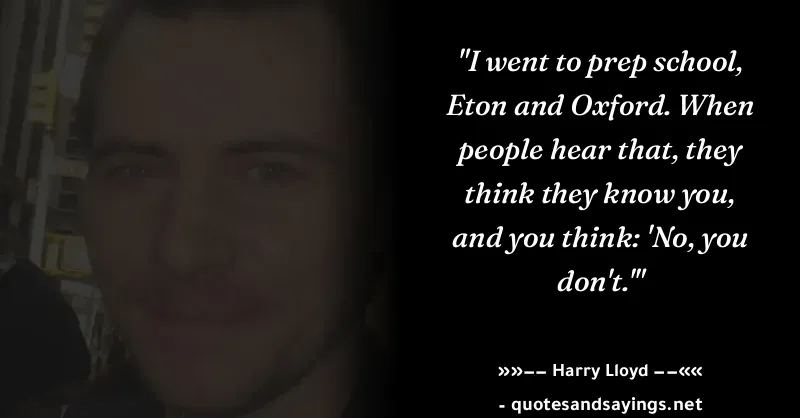 "I went to prep school,
Eton and Oxford. When
people hear that, they
think they know you,
and you think: 'No, you
don't.'"
»»–– Harry Lloyd ––««
- quotesandsayings.net